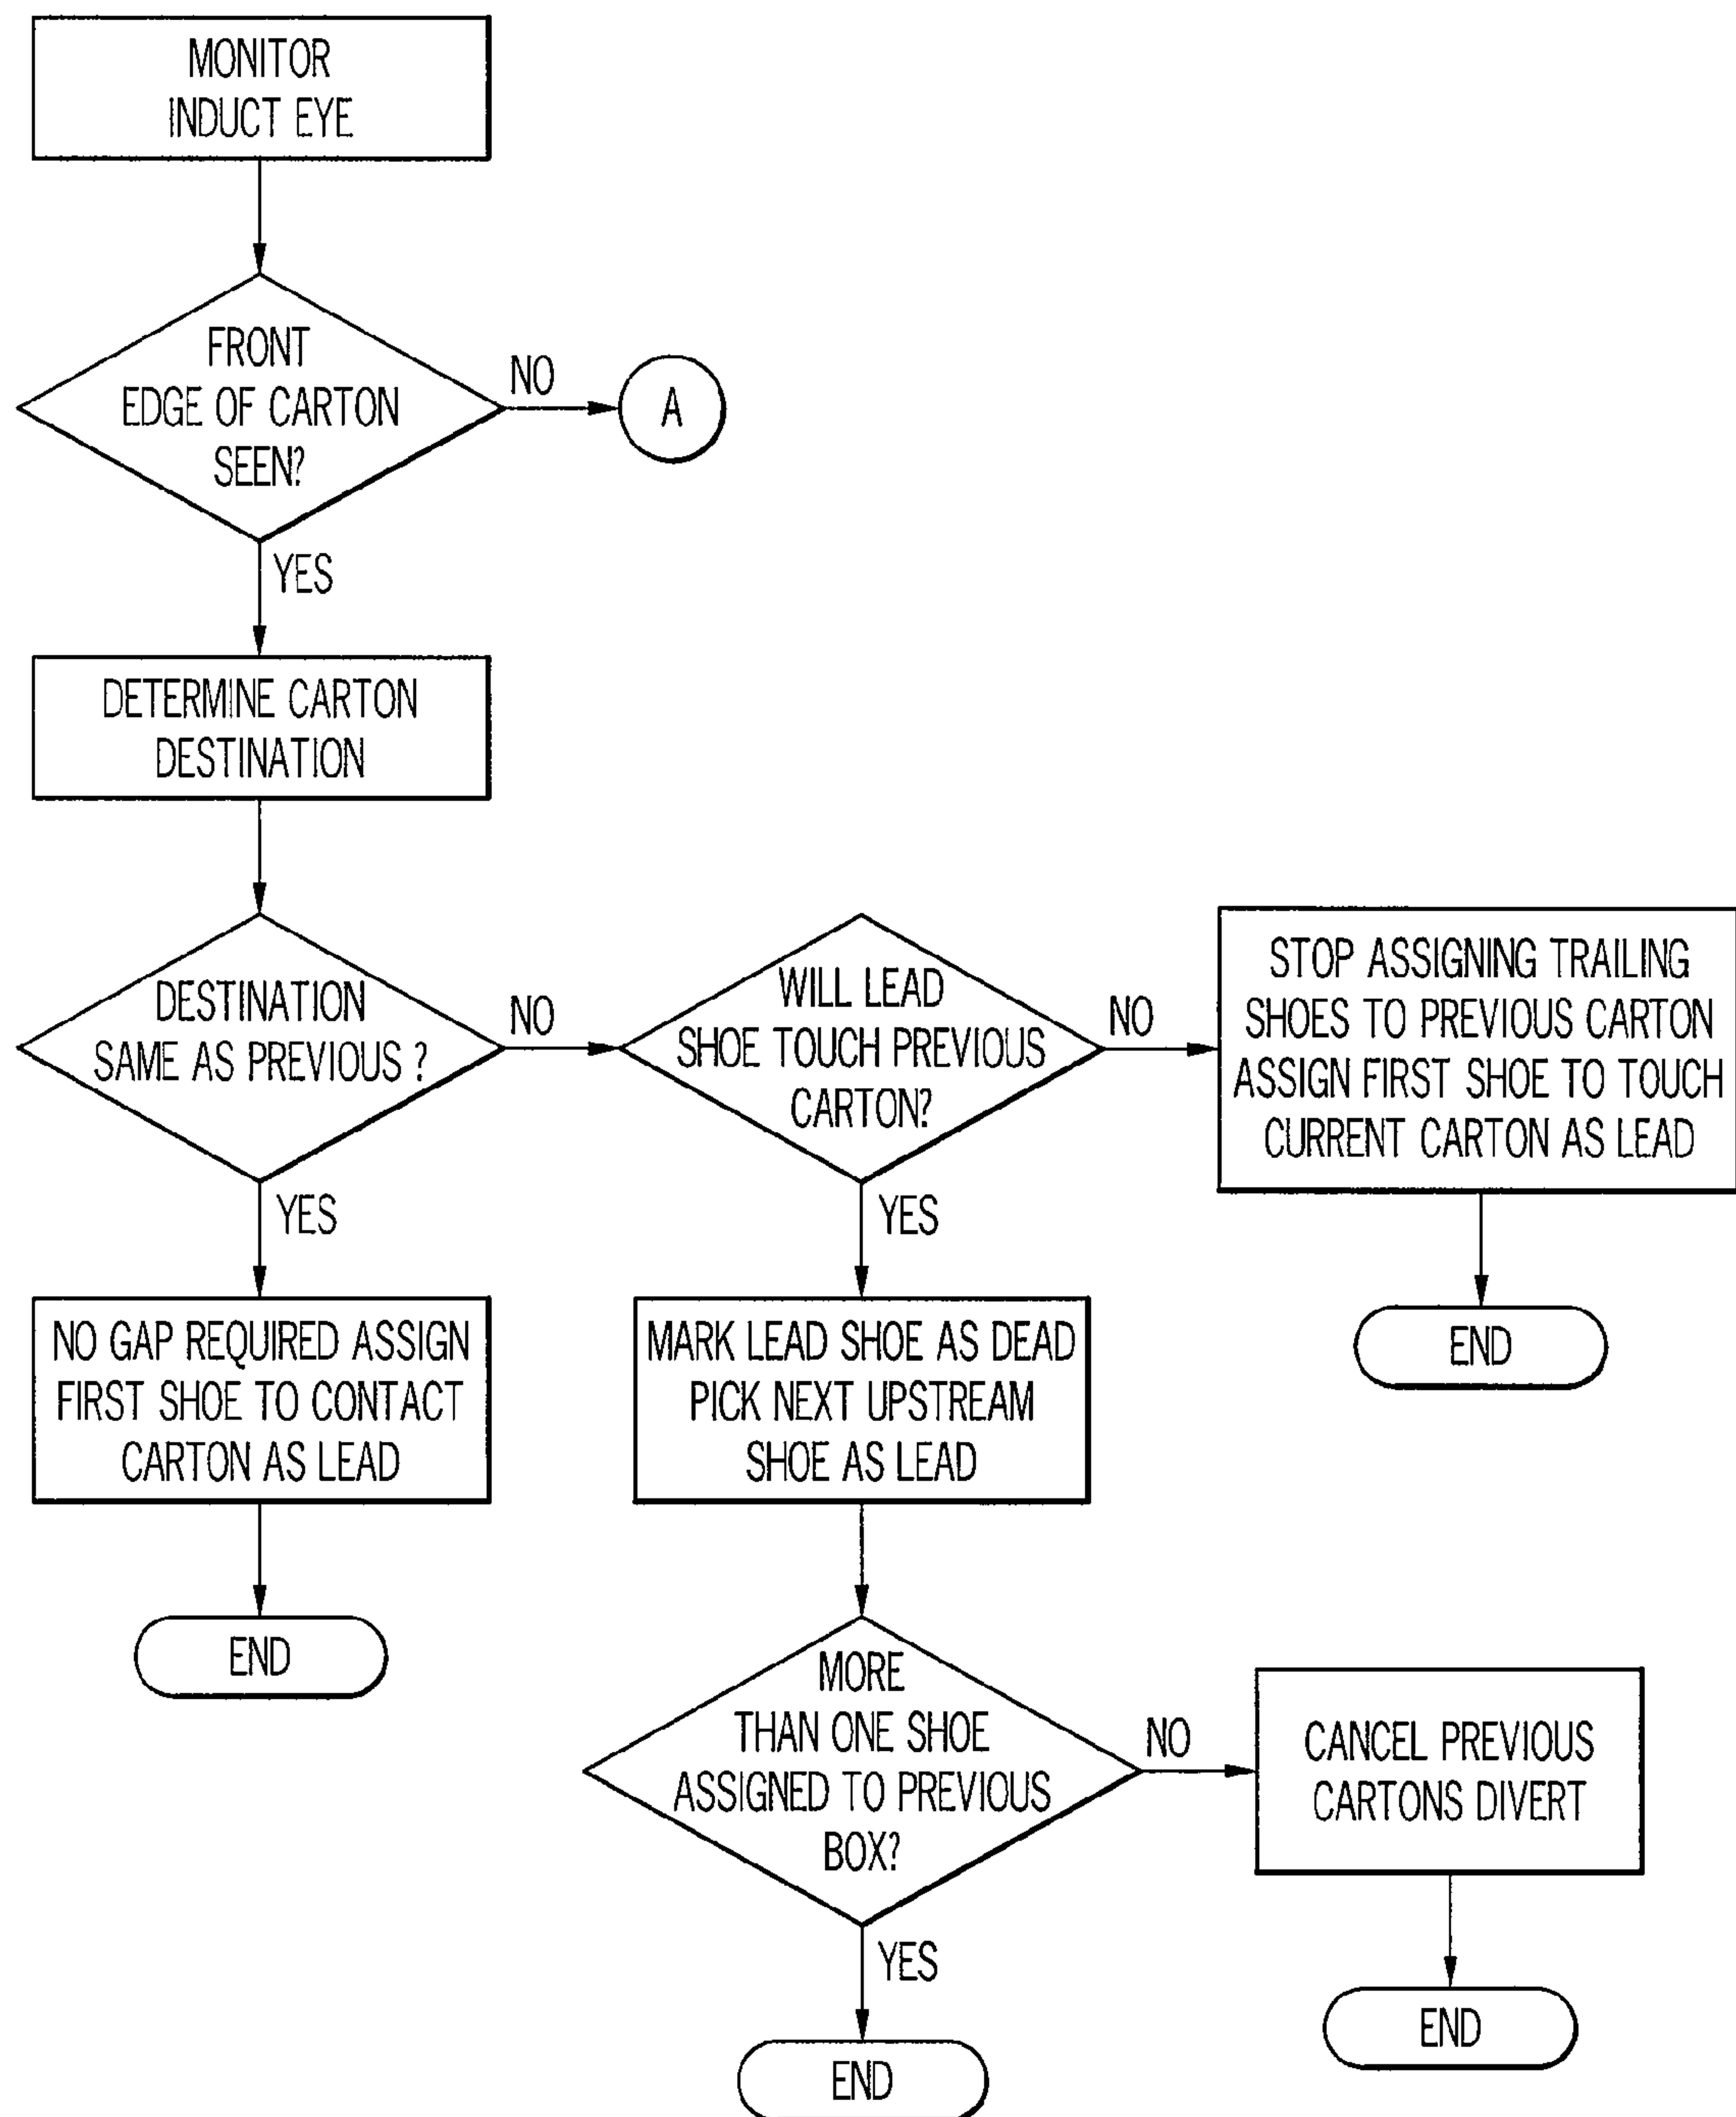 MONITOR
INDUCT EYE
FRONT
EDGE OF CARTON
SEEN?
NO
A
YES
DETERMINE CARTON
DESTINATION
DESTINATION
SAME AS PREVIOUS ?
NO
WILL LEAD
SHOE TOUCH PREVIOUS
CARTON?
NO
STOP ASSIGNING TRAILING
SHOES TO PREVIOUS CARTON
ASSIGN FIRST SHOE TO TOUCH
CURRENT CARTON AS LEAD
END
YES
NO GAP REQUIRED ASSIGN
FIRST SHOE TO CONTACT
CARTON AS LEAD
END
YES
MARK LEAD SHOE AS DEAD
PICK NEXT UPSTREAM
SHOE AS LEAD
MORE
THAN ONE SHOE
ASSIGNED TO PREVIOUS
BOX?
NO
CANCEL PREVIOUS
CARTONS DIVERT
END
YES
END